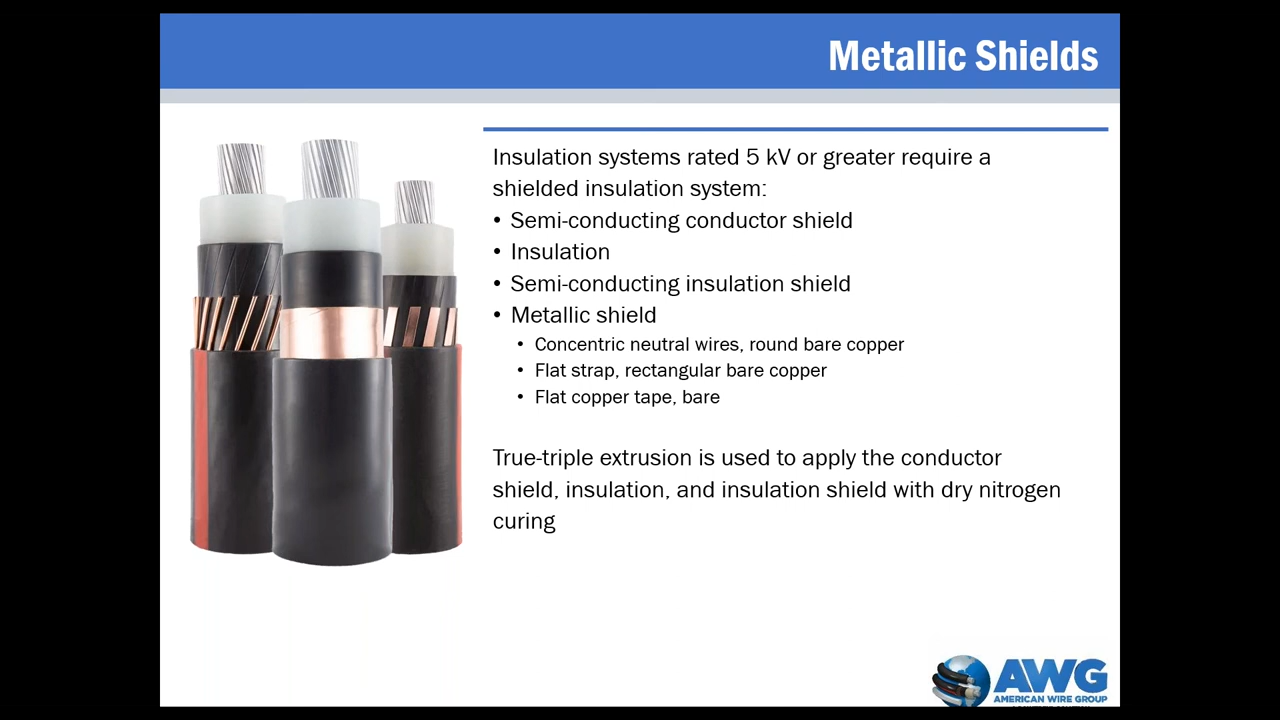 Metallic Shields
Insulation systems rated 5 kV or greater require a
shielded insulation system:
• Semi-conducting conductor shield
• Insulation
• Semi-conducting insulation shield
• Metallic shield
• Concentric neutral wires, round bare copper
• Flat strap, rectangular bare copper
• Flat copper tape, bare
True-triple extrusion is used to apply the conductor
shield, insulation, and insulation shield with dry nitrogen
curing
AWG
AMERICAN WIRE GROUP